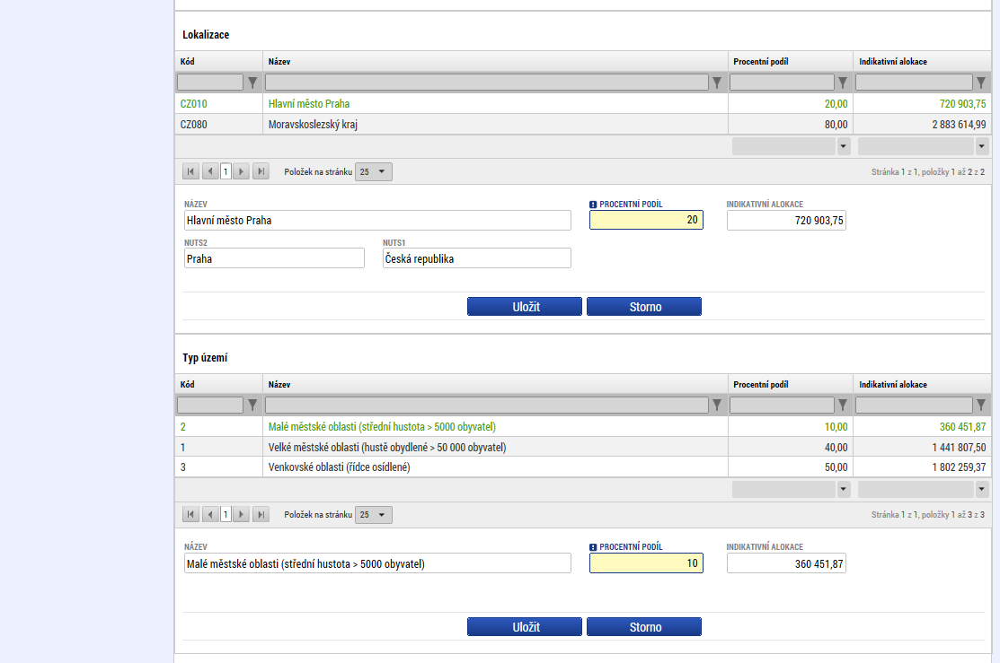 Lokalizace
Kód Název Procentní podíl Indikativní alokace
CZ010 Hlavní město Praha 20,00 720 903,75
CZ080 Moravskoslezský kraj 80,00 2 883 614,99
1 Položek na stránku 25 Stránka 1 z 1, položky 1 až 2 z 2
NÁZEV PROCENTNÍ PODÍL INDIKATIVNÍ ALOKACE
Hlavní město Praha 20 720 903,75
NUTS2 NUTS1
Praha Česká republika
Uložit Storno
Typ území
Kód Název Procentní podíl Indikativní alokace
2 Malé městské oblasti (střední hustota > 5000 obyvatel) 10,00 360 451,87
1 Velké městské oblasti (hustě obydlené > 50 000 obyvatel) 40,00 1 441 807,50
3 Venkovské oblasti (řídce osídlené) 50,00 1 802 259,37
1 Položek na stránku 25 Stránka 1 z 1, položky 1 až 3 z 3
NÁZEV PROCENTNÍ PODÍL INDIKATIVNÍ ALOKACE
Malé městské oblasti (střední hustota > 5000 obyvatel) 10 360 451,87
Uložit Storno